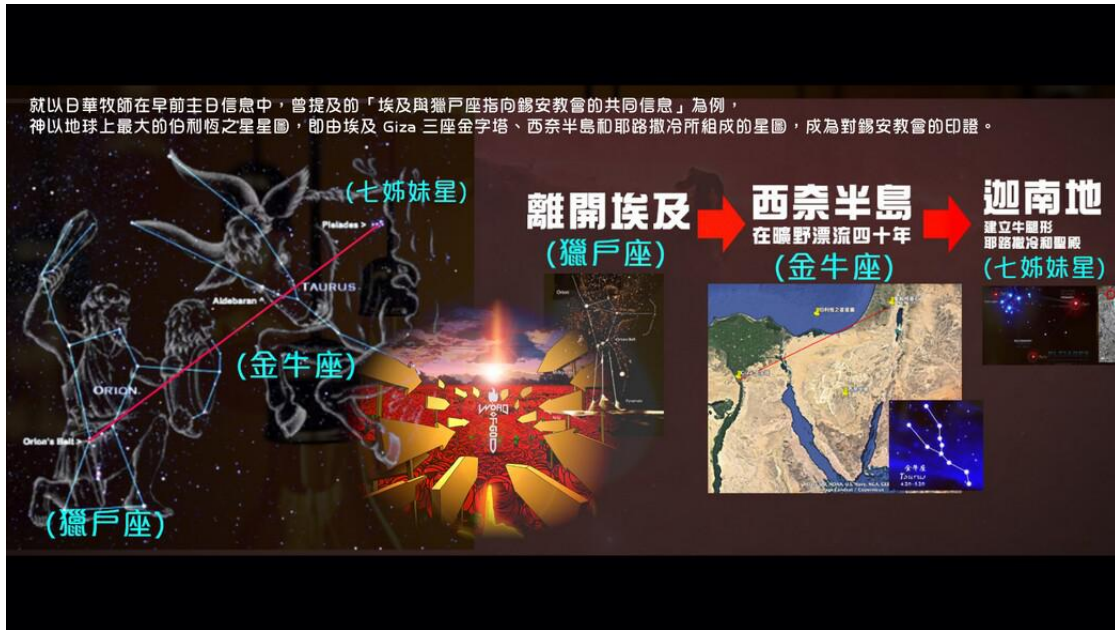 就以日華牧師在早前主日信息中，曾提及的「埃及與獵戶座指向錫安教會的共同信息」為例，
神以地球上最大的伯利恆之星星圖，即由埃及 Giza 三座金字塔、西奈半島和耶路撒冷所組成的星圖，成為對錫安教會的印證。
(七姊妹星)
Pleiades >
TAURUS
Aldebaran ^
(金牛座)
ORION
Orion's Belt >
(獵戶座)
WORD
OF
GOD
離開埃及
(獵戶座)
西奈半島
在曠野漂流四十年
(金牛座)
迦南地
建立牛腿形
耶路撒冷和聖殿
(七姊妹星)
Orion
金牛座
Taurus